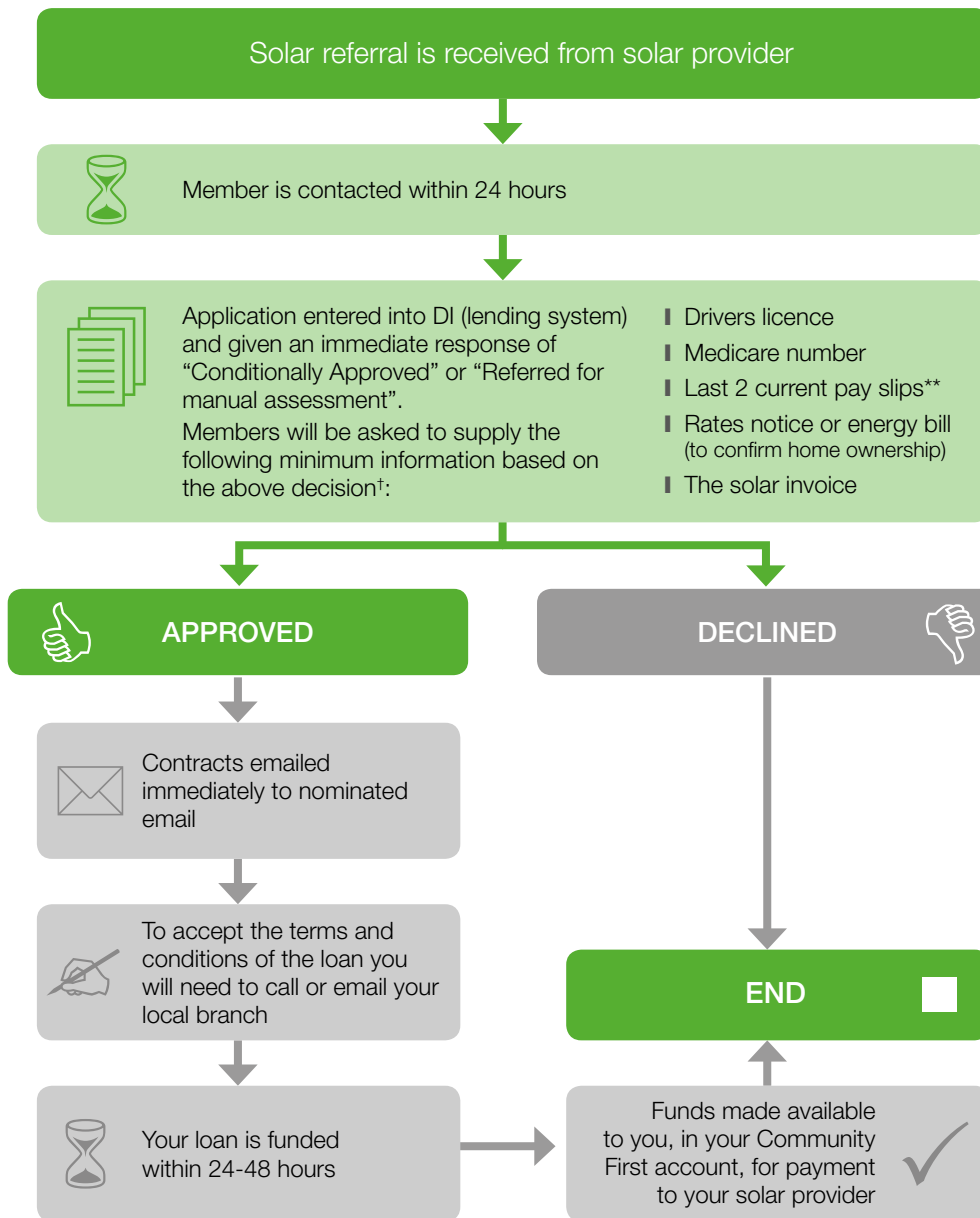 Solar referral is received from solar provider
Member is contacted within 24 hours
Application entered into DI (lending system)
and given an immediate response of
“Conditionally Approved” or “Referred for
manual assessment”.
Members will be asked to supply the
following minimum information based on
the above decision†:
Drivers licence
Medicare number
Last 2 current pay slips**
Rates notice or energy bill
(to confirm home ownership)
The solar invoice
APPROVED
DECLINED
Contracts emailed
immediately to nominated
email
To accept the terms and
conditions of the loan you
will need to call or email your
local branch
END
Your loan is funded
within 24-48 hours
Funds made available
to you, in your Community
First account, for payment
to your solar provider